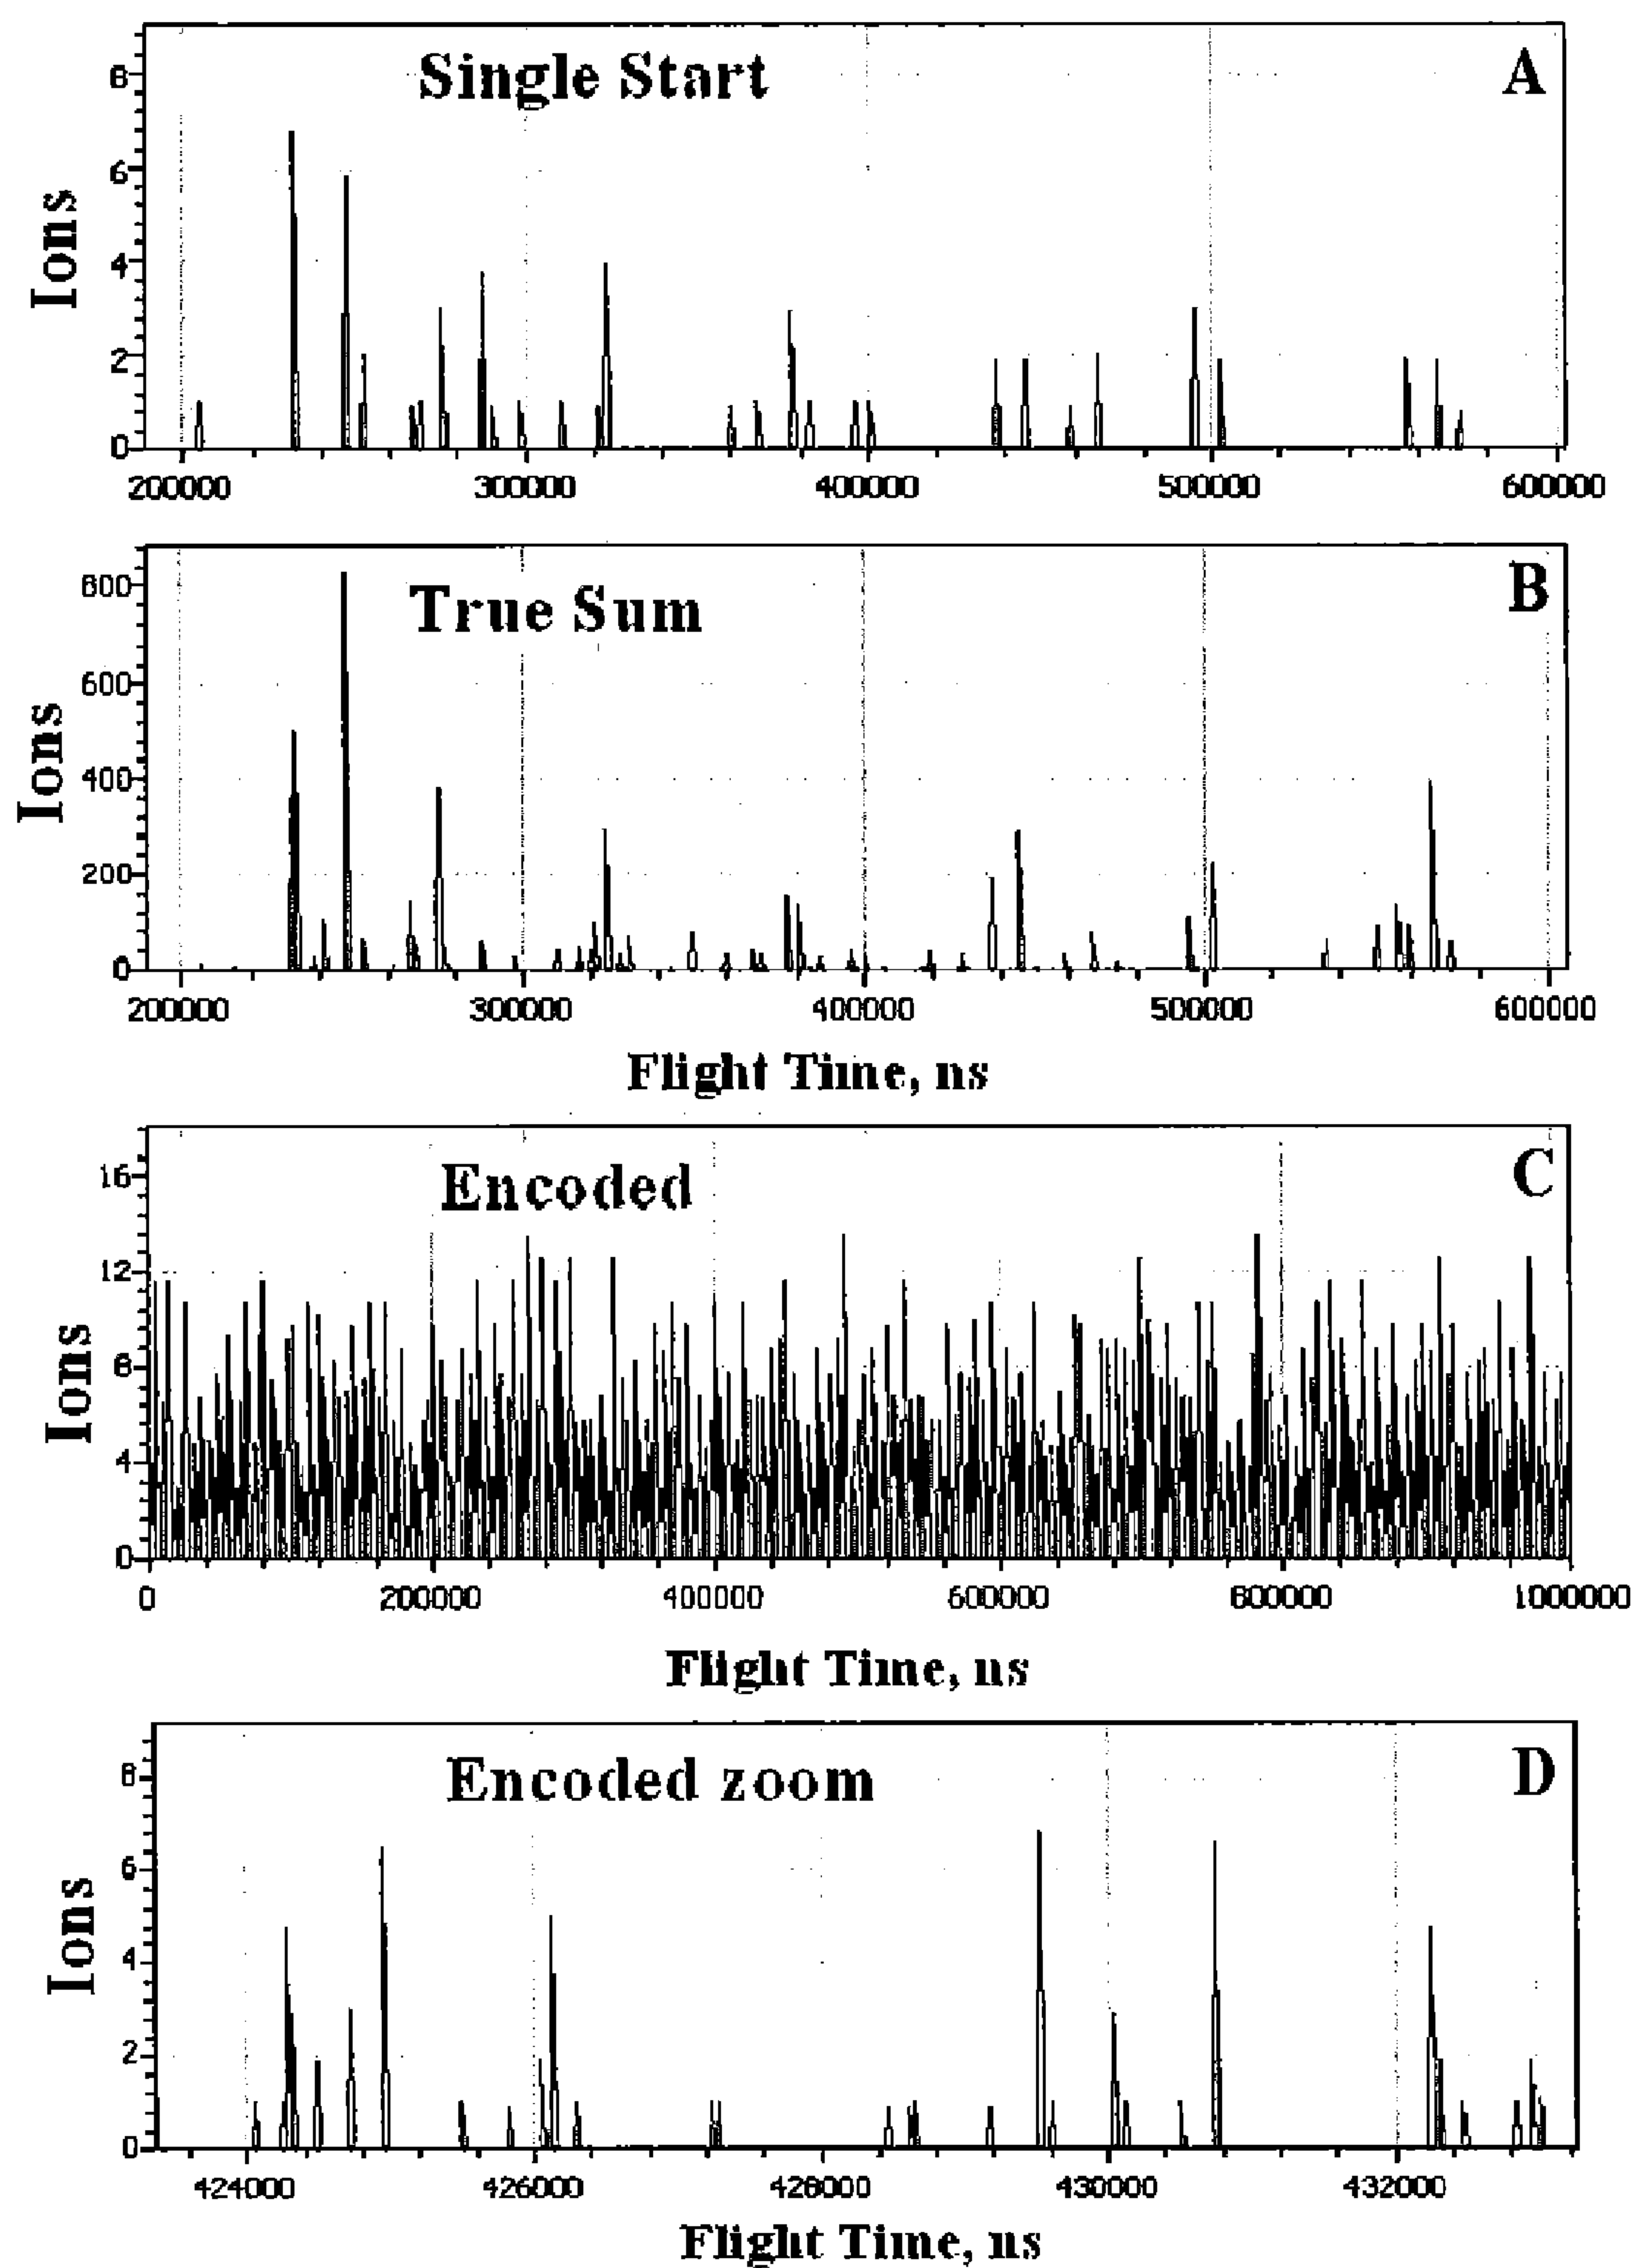 Single Start
A
8
6
4
2
0
Ions
200000 300000 400000 500000 600000
True Sum
B
800
600
400
200
0
Ions
200000 300000 400000 500000 600000
Flight Time, ns
Encoded
C
16
12
8
4
0
Ions
0 200000 400000 600000 800000 1000000
Flight Time, ns
Encoded zoom
D
8
6
4
2
0
Ions
424000 426000 428000 430000 432000
Flight Time, ns